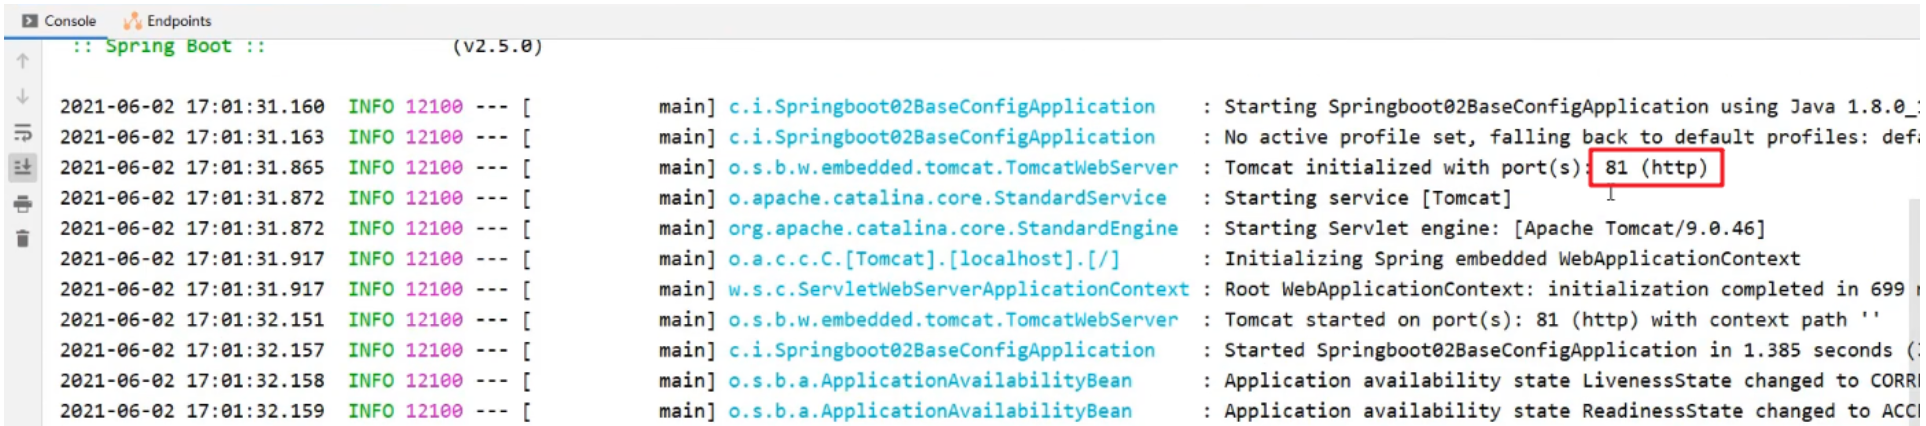 Console Endpoints
:: Spring Boot :: (v2.5.0)
2021-06-02 17:01:31.160 INFO 12100 --- [ main] c.i.Springboot02BaseConfigApplication : Starting Springboot02BaseConfigApplication using Java 1.8.0_
2021-06-02 17:01:31.163 INFO 12100 --- [ main] c.i.Springboot02BaseConfigApplication : No active profile set, falling back to default profiles:
2021-06-02 17:01:31.865 INFO 12100 --- [ main] o.s.b.w.embedded.tomcat.TomcatWebServer : Tomcat initialized with port(s): 81 (http)
2021-06-02 17:01:31.872 INFO 12100 --- [ main] o.apache.catalina.core.StandardService : Starting service [Tomcat]
2021-06-02 17:01:31.872 INFO 12100 --- [ main] org.apache.catalina.core.StandardEngine : Starting Servlet engine: [Apache Tomcat/9.0.46]
2021-06-02 17:01:31.917 INFO 12100 --- [ main] o.a.c.c.C.[Tomcat].[localhost].[/] : Initializing Spring embedded WebApplicationContext
2021-06-02 17:01:31.917 INFO 12100 --- [ main] w.s.c.ServletWebServerApplicationContext : Root WebApplicationContext: initialization completed in 699
2021-06-02 17:01:32.151 INFO 12100 --- [ main] o.s.b.w.embedded.tomcat.TomcatWebServer : Tomcat started on port(s): 81 (http) with context path ''
2021-06-02 17:01:32.157 INFO 12100 --- [ main] c.i.Springboot02BaseConfigApplication : Started Springboot02BaseConfigApplication in 1.385 seconds (
2021-06-02 17:01:32.158 INFO 12100 --- [ main] o.s.b.a.ApplicationAvailabilityBean : Application availability state LivenessState changed to
2021-06-02 17:01:32.159 INFO 12100 --- [ main] o.s.b.a.ApplicationAvailabilityBean : Application availability state ReadinessState changed to